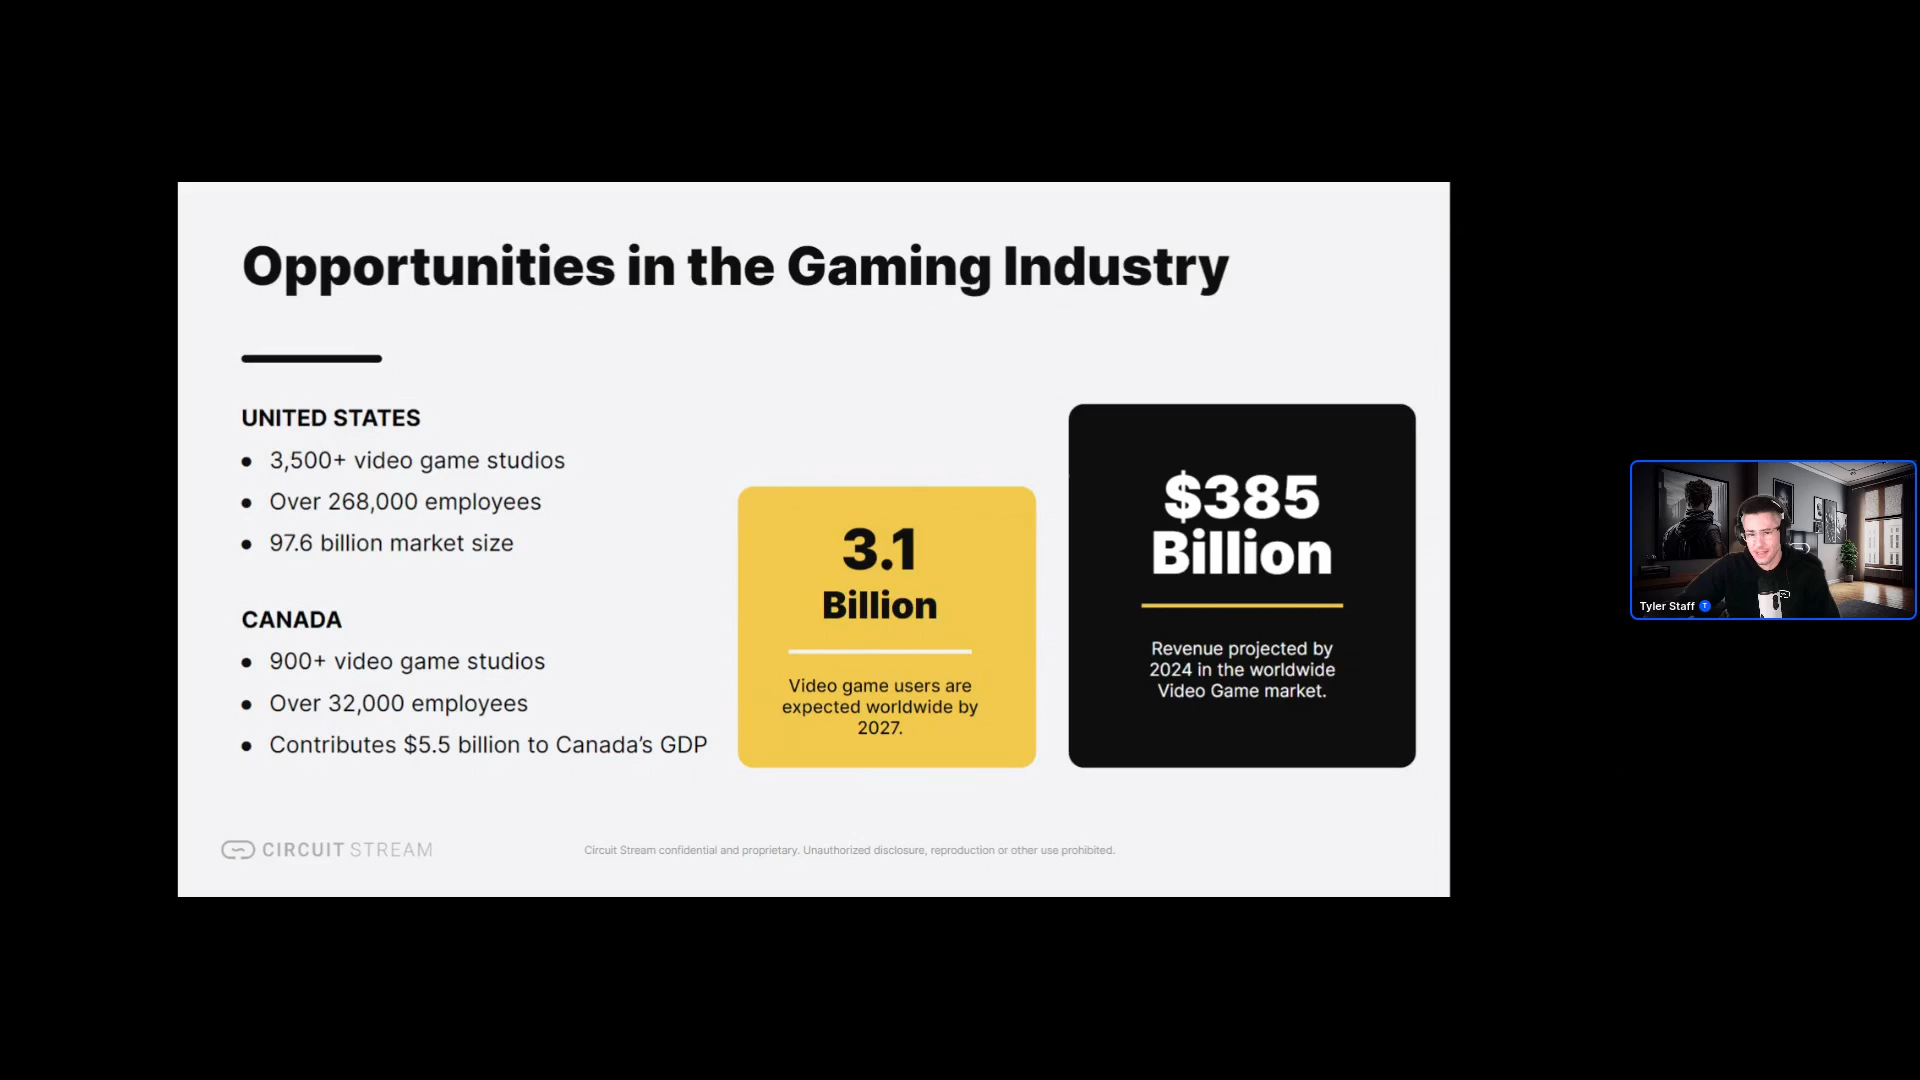 Opportunities in the Gaming Industry
UNITED STATES
● 3,500+ video game studios
● Over 268,000 employees
● 97.6 billion market size
CANADA
● 900+ video game studios
● Over 32,000 employees
● Contributes $5.5 billion to Canada’s GDP
3.1
Billion
Video game users are
expected worldwide by
2027.
$385
Billion
Revenue projected by
2024 in the worldwide
Video Game market.
CIRCUIT STREAM
Circuit Stream confidential and proprietary. Unauthorized disclosure, reproduction or other use prohibited.
Tyler Staff T